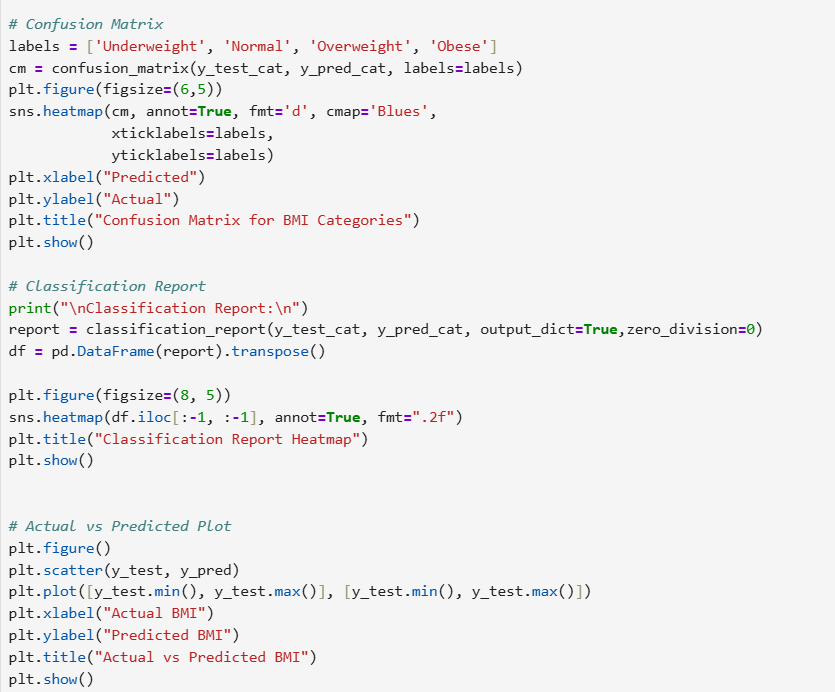 # Confusion Matrix
labels = ['Underweight', 'Normal', 'Overweight', 'Obese']
cm = confusion_matrix(y_test_cat, y_pred_cat, labels=labels)
plt.figure(figsize=(6,5))
sns.heatmap(cm, annot=True, fmt='d', cmap='Blues',
            xticklabels=labels,
            yticklabels=labels)
plt.xlabel("Predicted")
plt.ylabel("Actual")
plt.title("Confusion Matrix for BMI Categories")
plt.show()

# Classification Report
print("\nClassification Report:\n")
report = classification_report(y_test_cat, y_pred_cat, output_dict=True,zero_division=0)
df = pd.DataFrame(report).transpose()

plt.figure(figsize=(8, 5))
sns.heatmap(df.iloc[:-1, :-1], annot=True, fmt=".2f")
plt.title("Classification Report Heatmap")
plt.show()


# Actual vs Predicted Plot
plt.figure()
plt.scatter(y_test, y_pred)
plt.plot([y_test.min(), y_test.max()], [y_test.min(), y_test.max()])
plt.xlabel("Actual BMI")
plt.ylabel("Predicted BMI")
plt.title("Actual vs Predicted BMI")
plt.show()